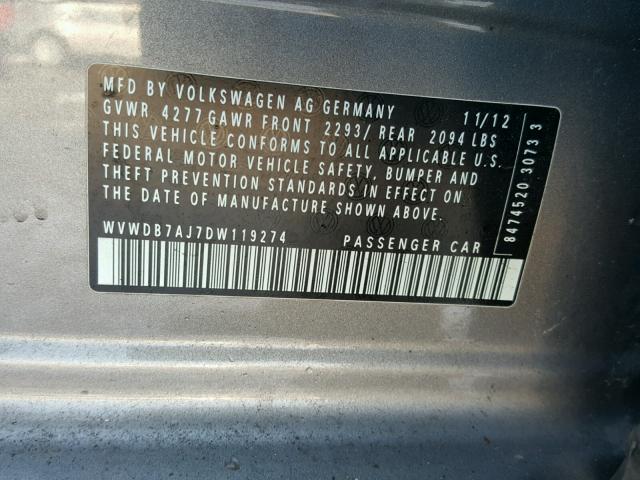 MFD BY VOLKSWAGEN AG GERMANY 11/12
GVWR. 4277 GAWR FRONT 2293/ REAR 2094 LBS
THIS VEHICLE CONFORMS TO ALL APPLICABLE U.S.
FEDERAL MOTOR VEHICLE SAFETY, BUMPER AND
THEFT PREVENTION STANDARDS IN EFFECT ON
THE DATE OF MANUFACTURE SHOWN ABOVE.
WVWDB7AJ7DW119274 PASSENGER CAR
8474520 3073 3